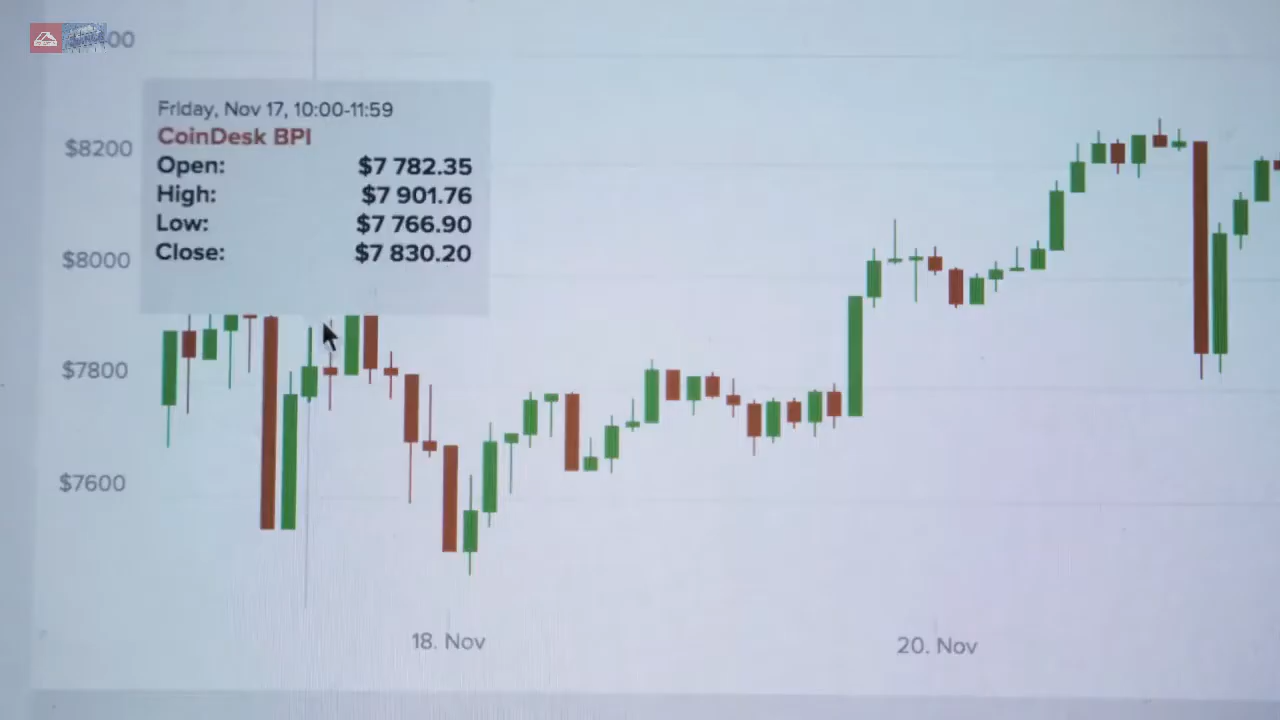 Friday, Nov 17, 10:00-11:59
CoinDesk BPI
Open: $7 782.35
High: $7 901.76
Low: $7 766.90
Close: $7 830.20
$8200
$8000
$7800
$7600
18. Nov
20. Nov